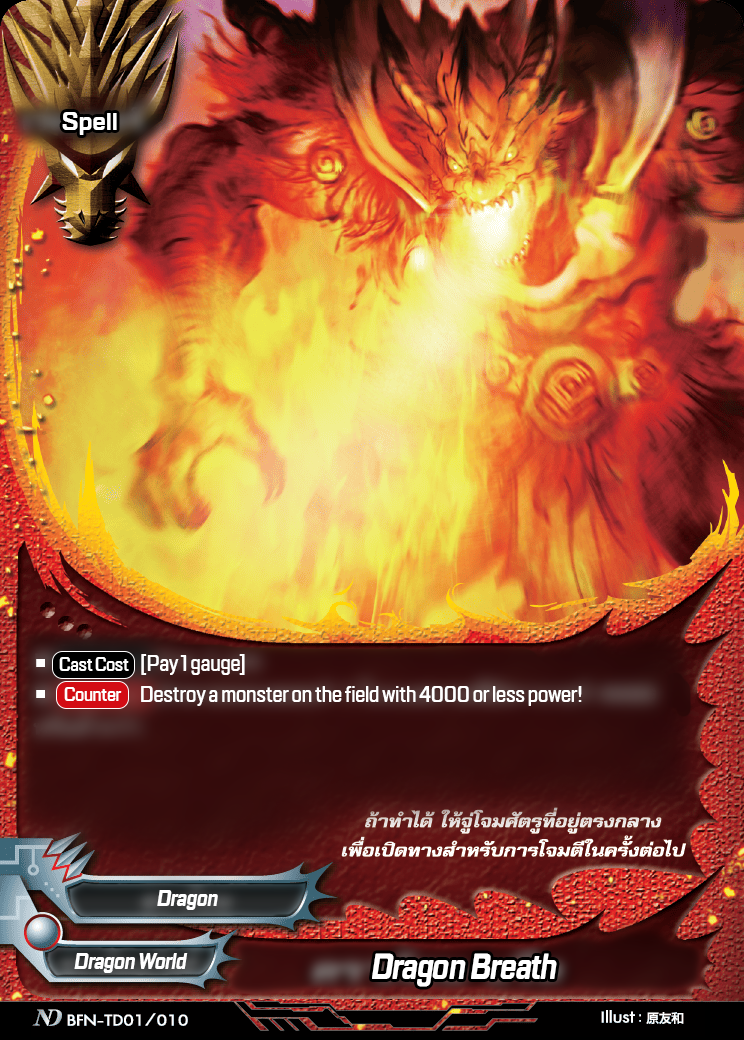 Spell
■ Cast Cost [Pay 1 gauge]
■ Counter Destroy a monster on the field with 4000 or less power!
ถ้าทำได้ ให้จู่โจมศัตรูที่อยู่ตรงกลาง
เพื่อเปิดทางสำหรับการโจมตีในครั้งต่อไป
Dragon
Dragon World
Dragon Breath
ND BFN-TD01/010
Illust : 原友和